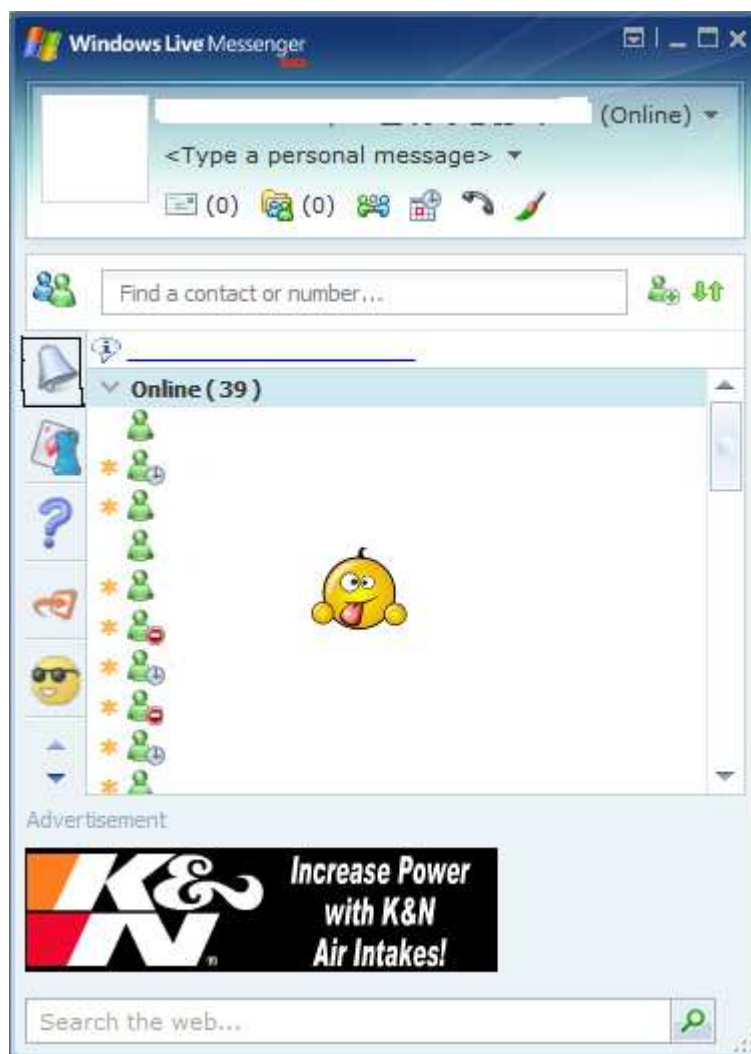 Windows Live Messenger
beta
(Online)
<Type a personal message>
(0) (0)
Find a contact or number...
Online ( 39 )
Advertisement
K&N®
Increase Power
with K&N
Air Intakes!
Search the web...